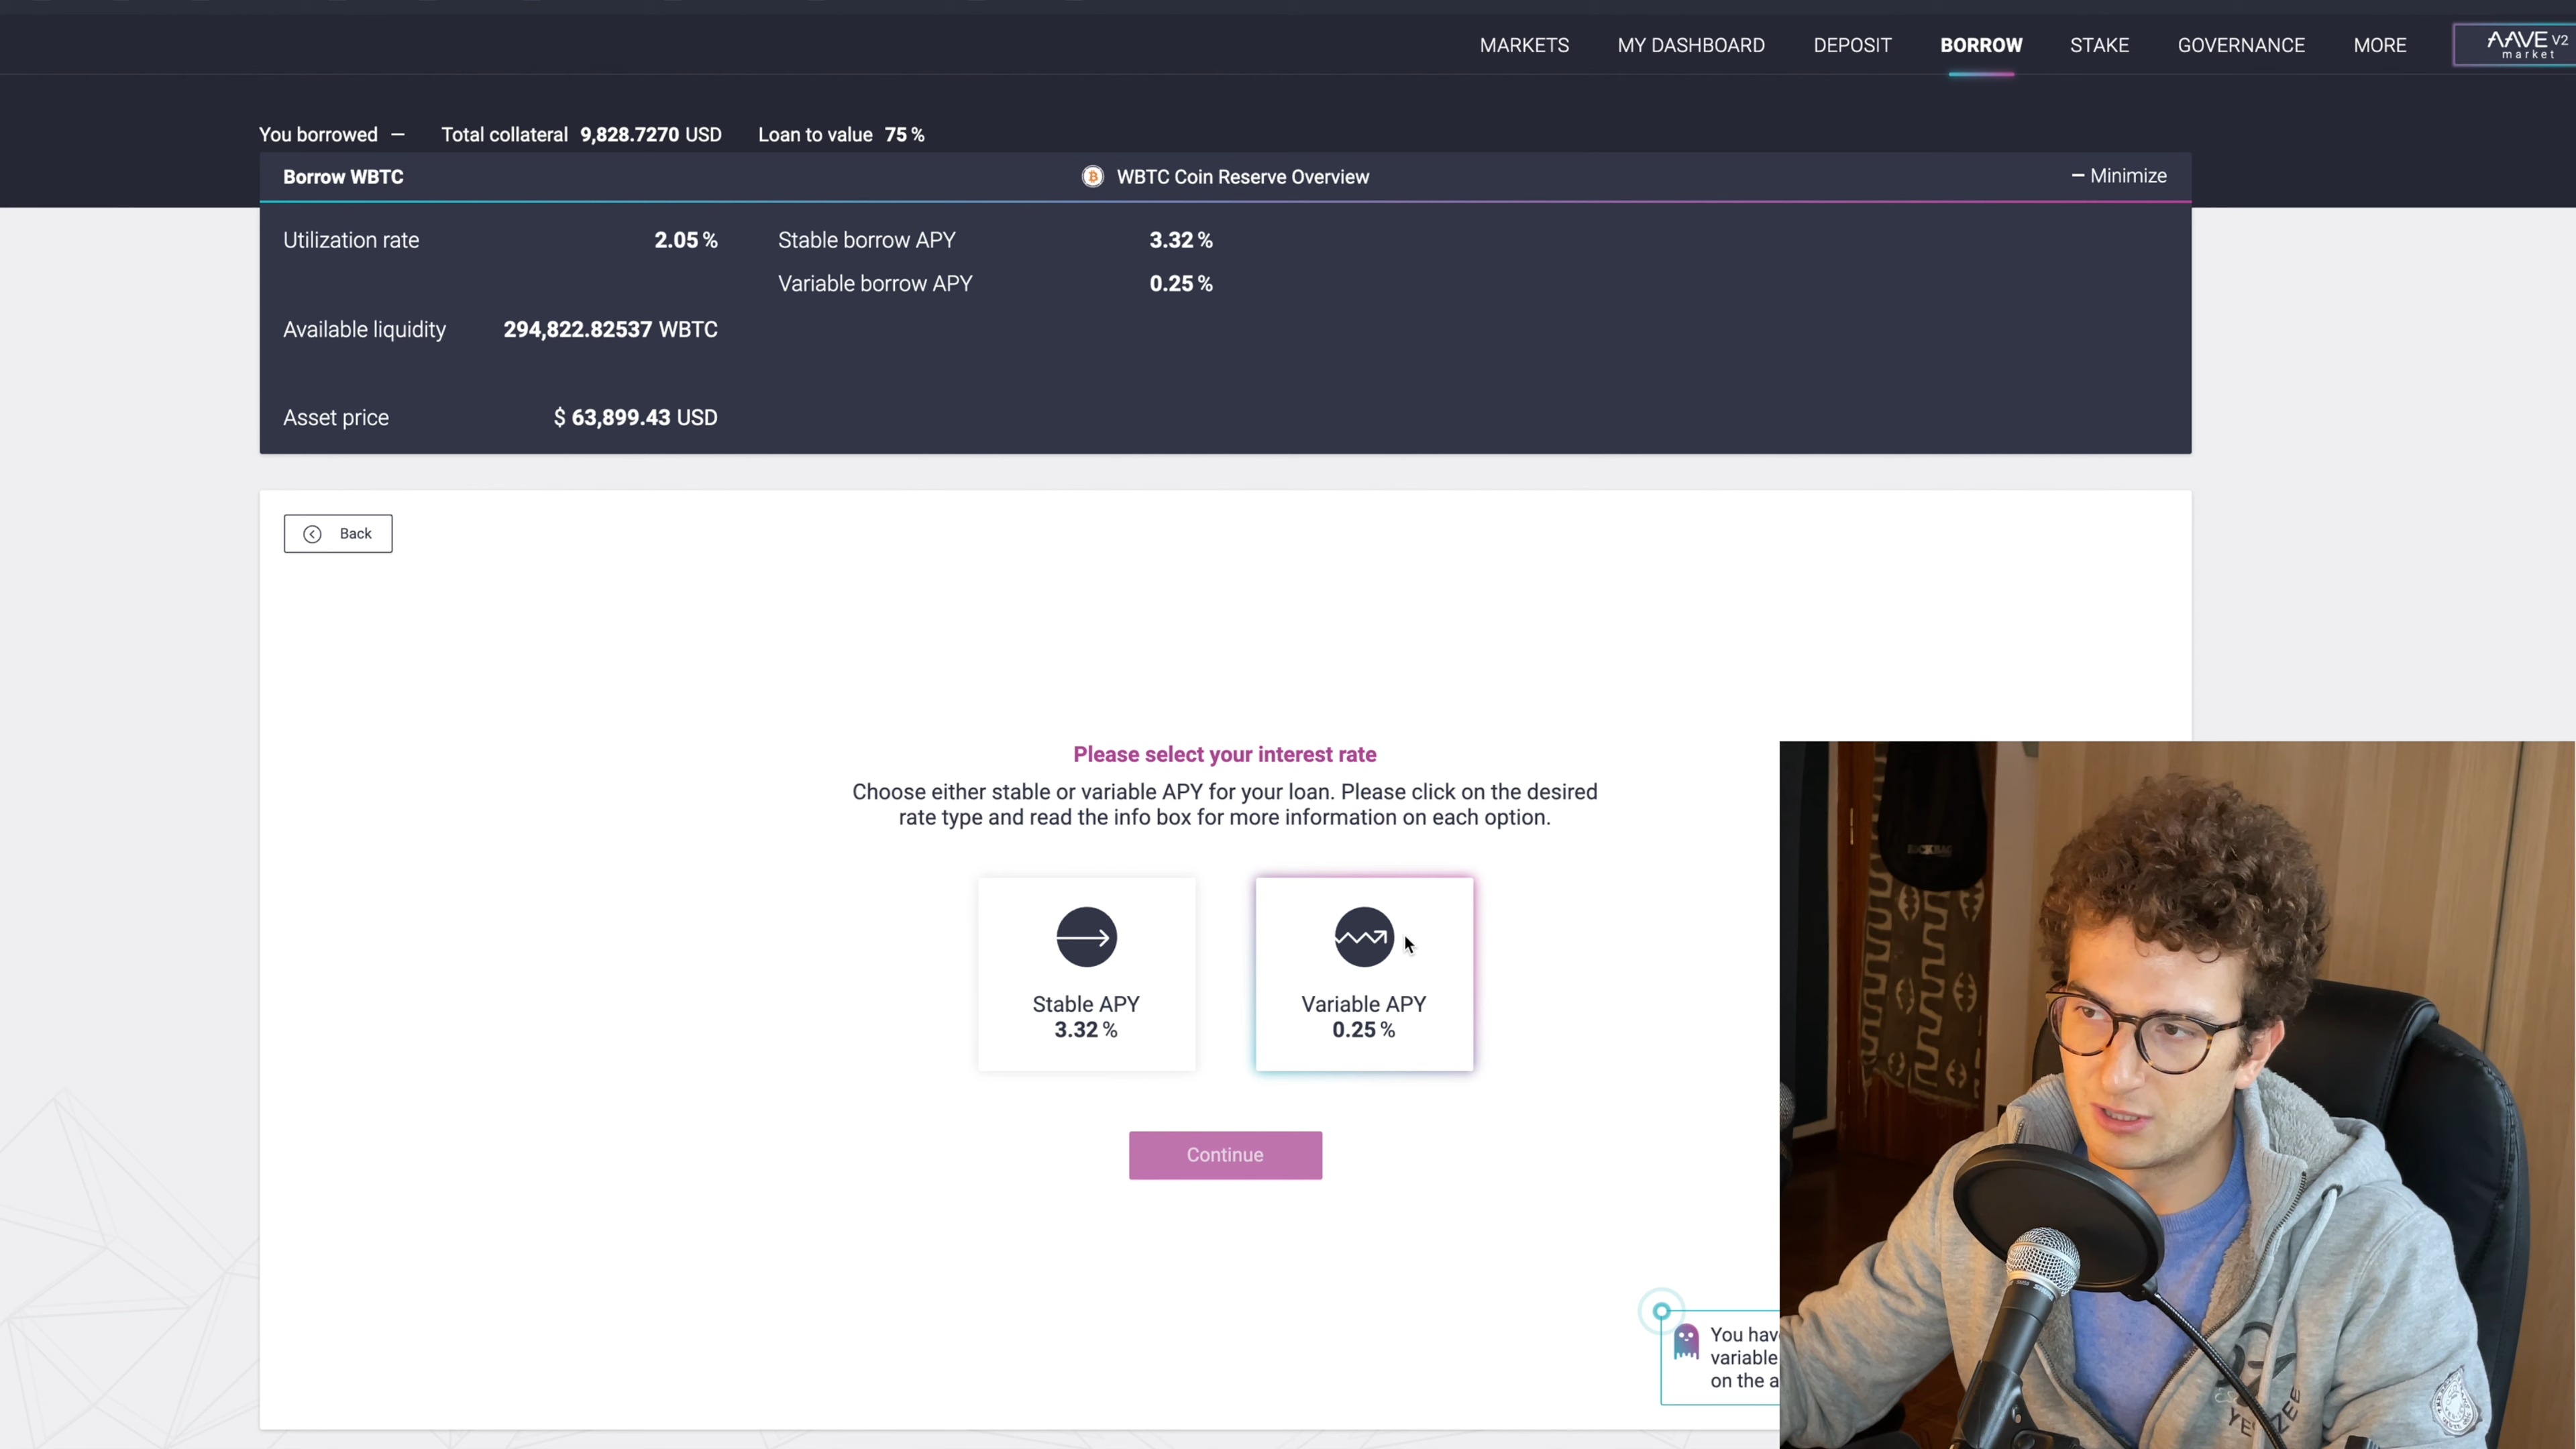 MARKETS MY DASHBOARD DEPOSIT BORROW STAKE GOVERNANCE MORE AAVE V2
market
You borrowed — Total collateral 9,828.7270 USD Loan to value 75 %
Borrow WBTC WBTC Coin Reserve Overview — Minimize
Utilization rate 2.05 % Stable borrow APY 3.32 %
Variable borrow APY 0.25 %
Available liquidity 294,822.82537 WBTC
Asset price $ 63,899.43 USD
Back
Please select your interest rate
Choose either stable or variable APY for your loan. Please click on the desired
rate type and read the info box for more information on each option.
Stable APY Variable APY
3.32 % 0.25 %
Continue
You hav
variable
on the a